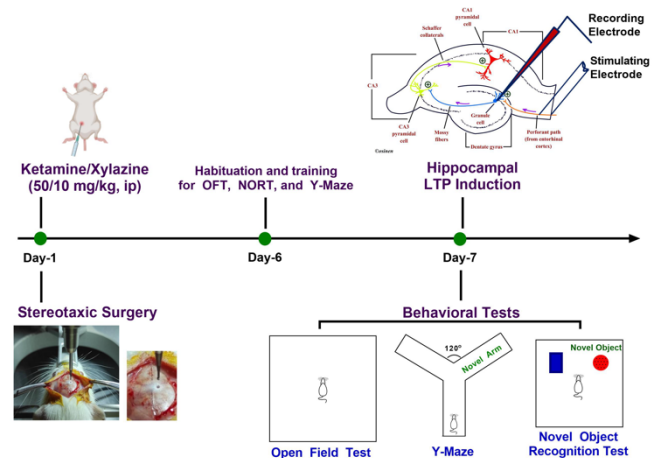 Recording
Electrode
Stimulating
Electrode
CA1
pyramidal
cell
CA1
Schaffer
collaterals
CA3
CA3
pyramidal
cell
Mossy
fibers
Granule
cell
Dentate gyrus
Perforant path
(from entorhinal
cortex)
Ketamine/Xylazine
(50/10 mg/kg, ip)
Habituation and training
for OFT, NORT, and Y-Maze
Hippocampal
LTP Induction
Day-1
Day-6
Day-7
Stereotaxic Surgery
Behavioral Tests
120°
Novel Arm
Novel Object
Open Field Test
Y-Maze
Novel Object
Recognition Test